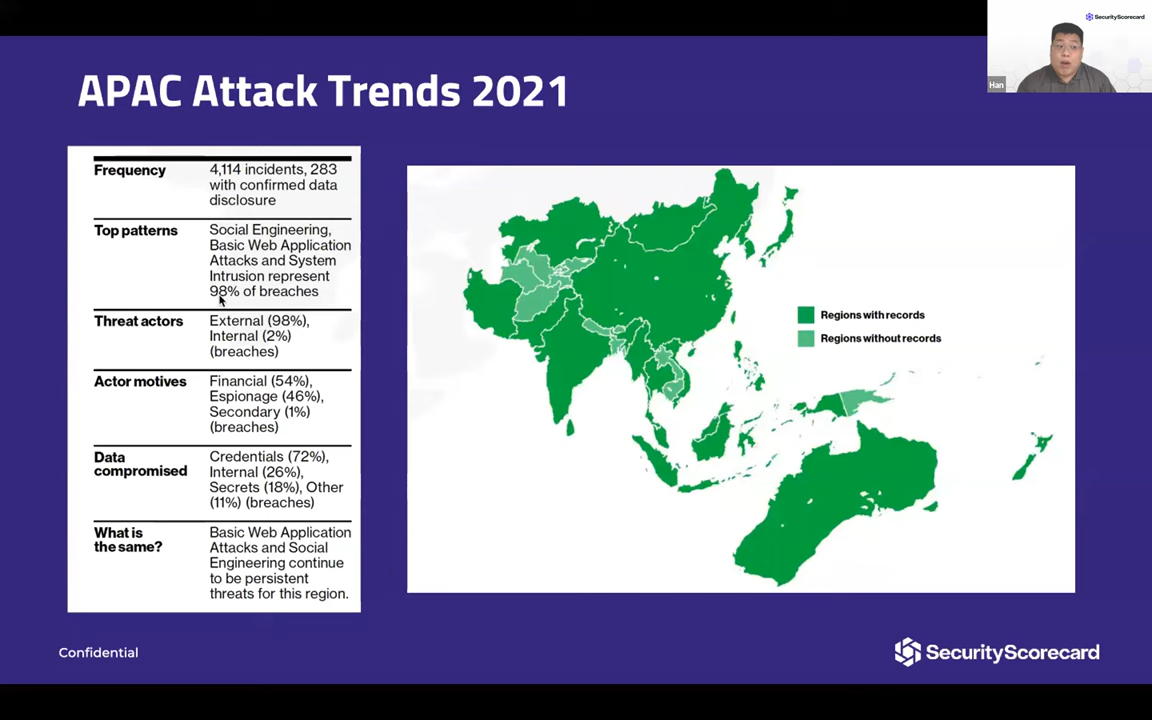 SecurityScorecard
Han
APAC Attack Trends 2021
Frequency
4,114 incidents, 283
with confirmed data
disclosure
Top patterns
Social Engineering,
Basic Web Application
Attacks and System
Intrusion represent
98% of breaches
Threat actors
External (98%),
Internal (2%)
(breaches)
Actor motives
Financial (54%),
Espionage (46%),
Secondary (1%)
(breaches)
Data
compromised
Credentials (72%),
Internal (26%),
Secrets (18%), Other
(11%) (breaches)
What is
the same?
Basic Web Application
Attacks and Social
Engineering continue
to be persistent
threats for this region.
Regions with records
Regions without records
Confidential
SecurityScorecard